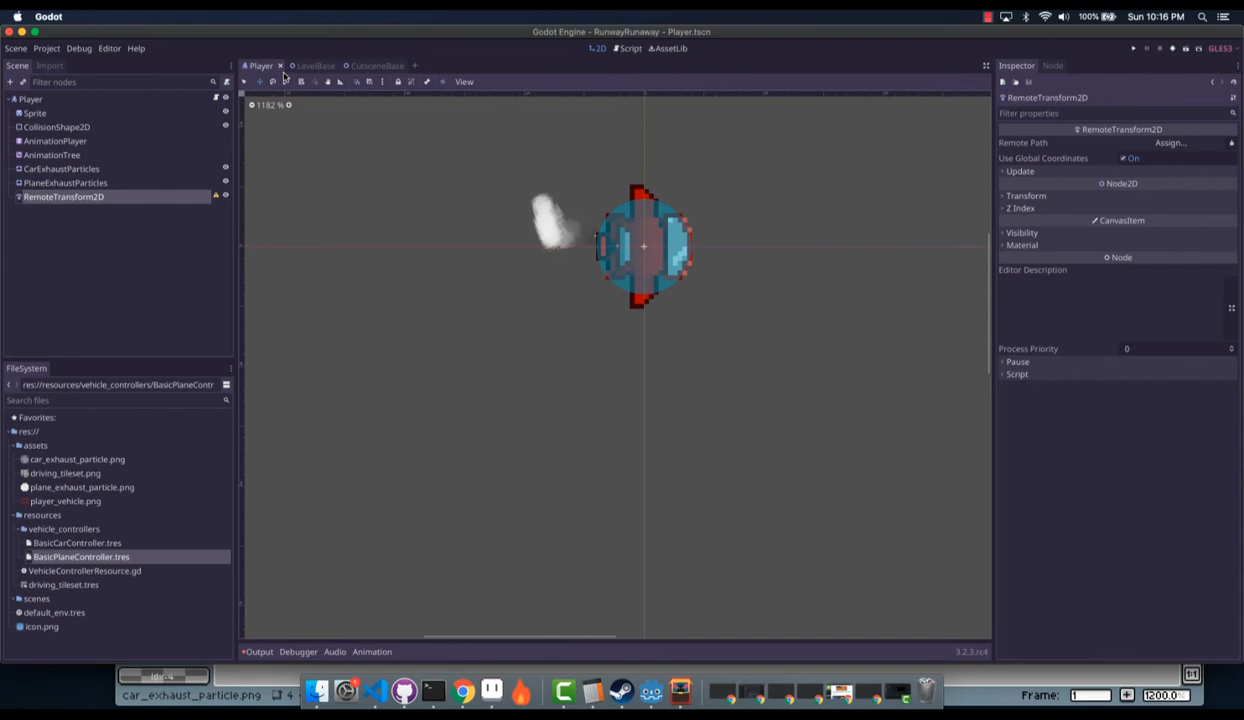 Godot
100%
Sun 10:16 PM
Godot Engine - RunwayRunaway - Player.tscn
Scene Project Debug Editor Help
2D Script AssetLib
GLES3
Scene Import
Player LevelBase CutsceneBase
Inspector Node
Filter nodes
View
RemoteTransform2D
Player
1182 %
Filter properties
Sprite
CollisionShape2D
RemoteTransform2D
AnimationPlayer
Remote Path Assign...
AnimationTree
Use Global Coordinates On
CarExhaustParticles
Update
PlaneExhaustParticles
Node2D
RemoteTransform2D
Transform
Z Index
CanvasItem
Visibility
Material
Node
Editor Description
Process Priority 0
Pause
Script
FileSystem
res://resources/vehicle_controllers/BasicPlaneContr
Search files
Favorites:
res://
assets
car_exhaust_particle.png
driving_tileset.png
plane_exhaust_particle.png
player_vehicle.png
resources
vehicle_controllers
BasicCarController.tres
BasicPlaneController.tres
VehicleControllerResource.gd
driving_tileset.tres
scenes
default_env.tres
icon.png
Output Debugger Audio Animation
3.2.3.rc4
Idx-4
car_exhaust_particle.png 4
Frame: 1 1200.0